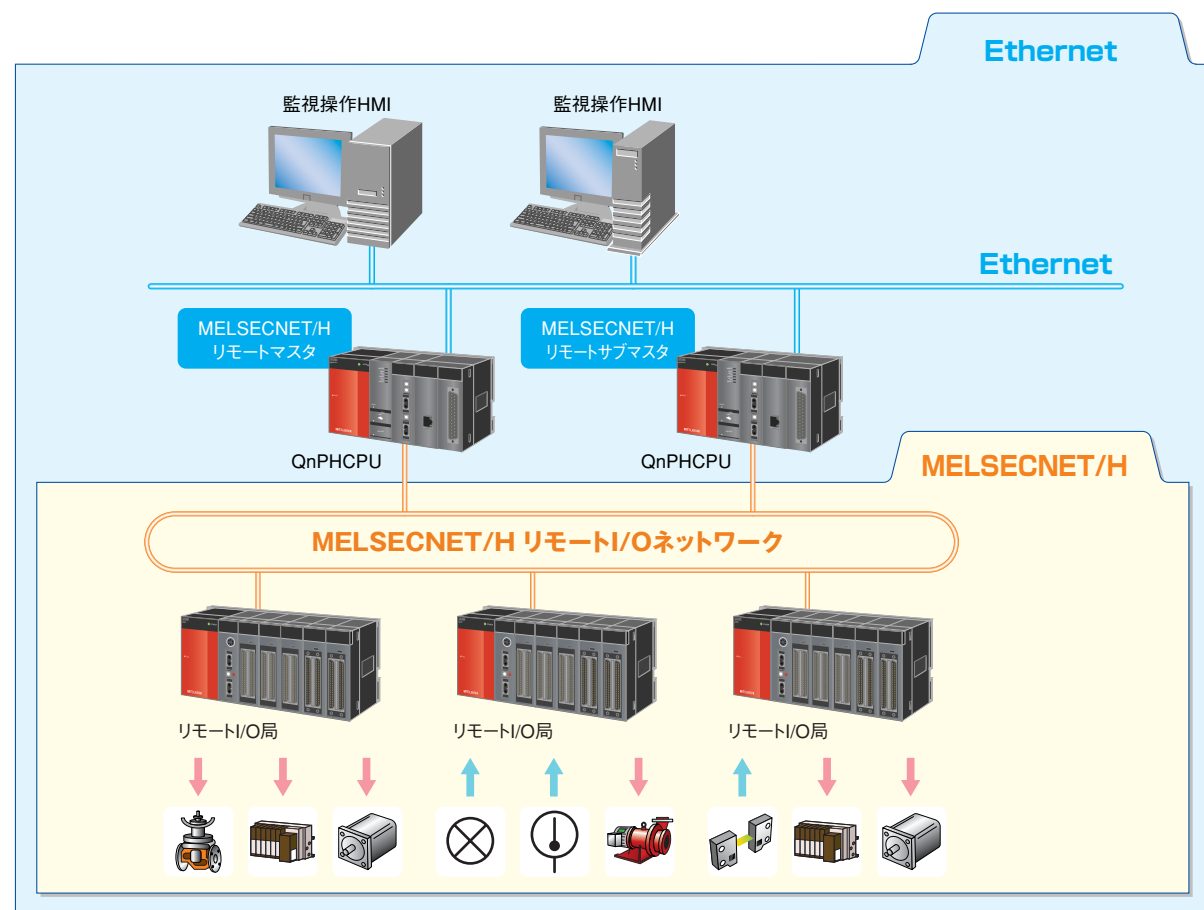 Ethernet
監視操作HMI
監視操作HMI
Ethernet
MELSECNET/H
リモートマスタ
MELSECNET/H
リモートサブマスタ
QnPHCPU
QnPHCPU
MELSECNET/H
MELSECNET/H リモートI/Oネットワーク
リモートI/O局
リモートI/O局
リモートI/O局